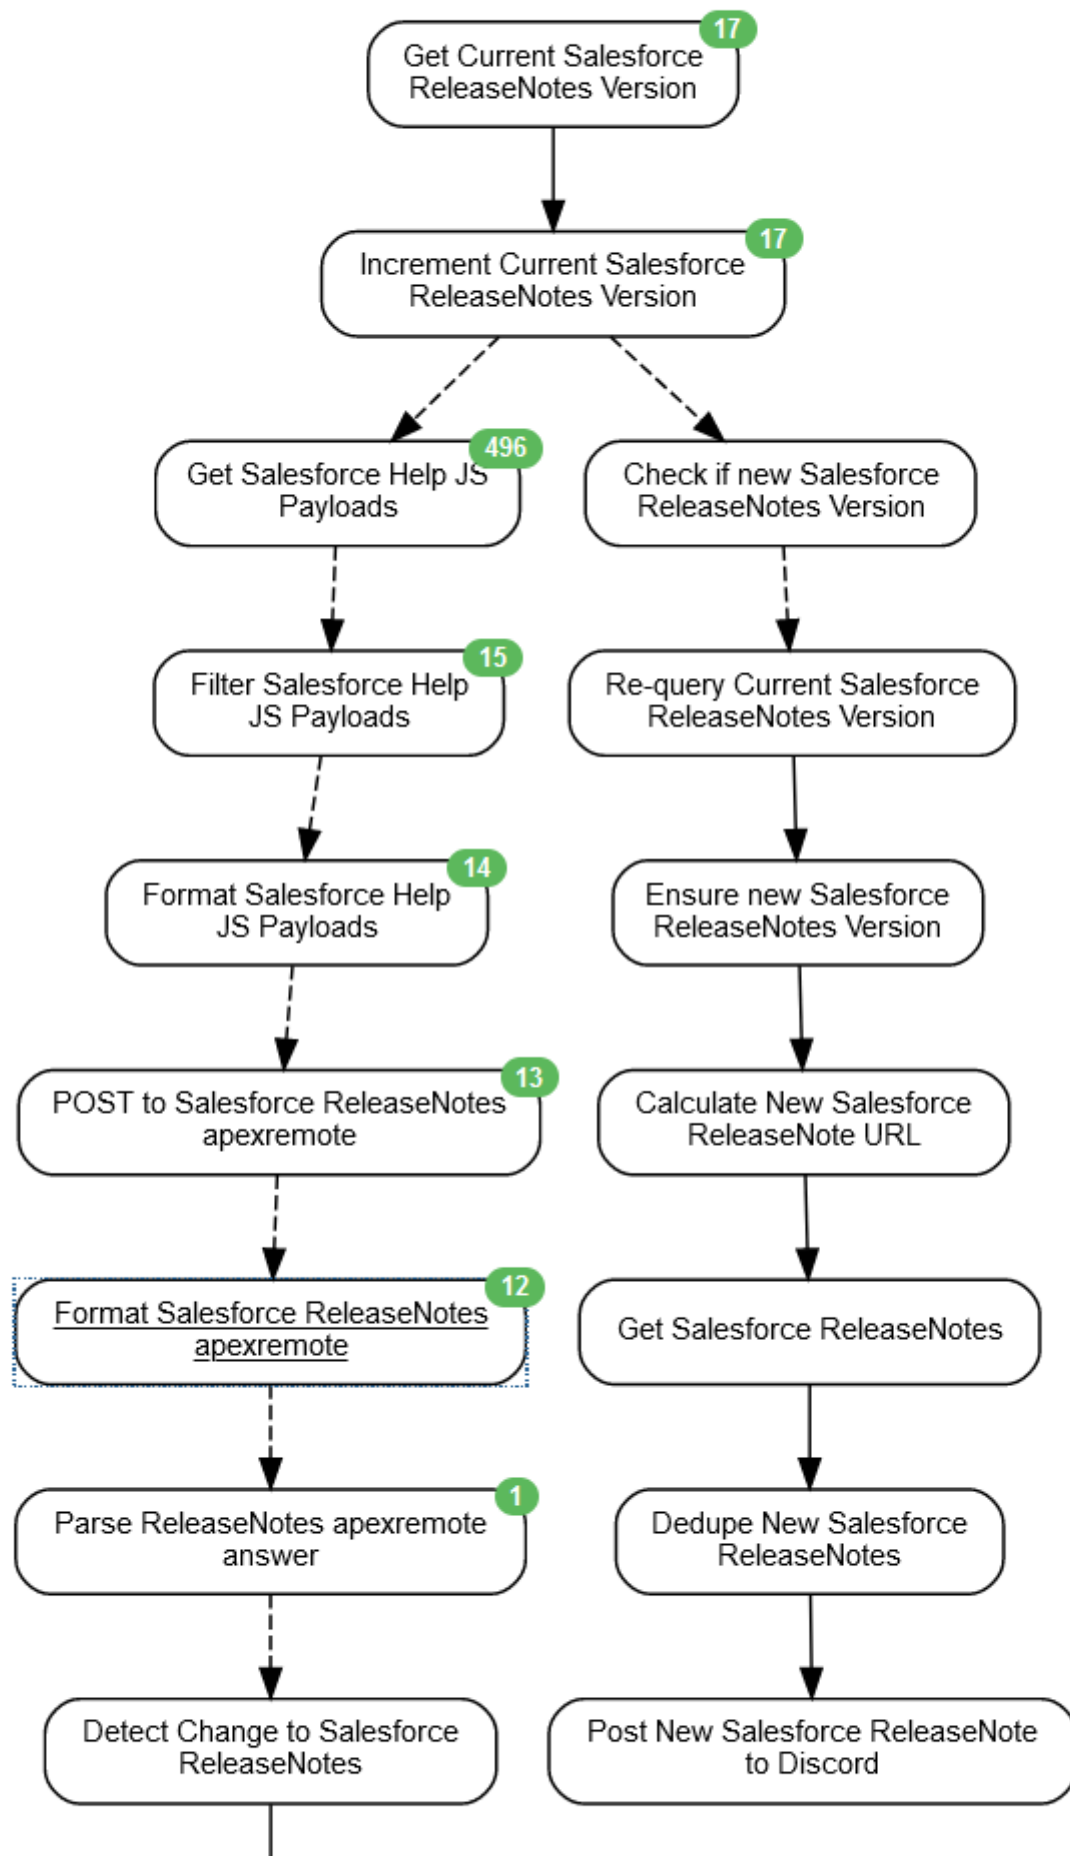 17
Get Current Salesforce
ReleaseNotes Version
17
Increment Current Salesforce
ReleaseNotes Version
496
Get Salesforce Help JS
Payloads
Check if new Salesforce
ReleaseNotes Version
15
Filter Salesforce Help
JS Payloads
Re-query Current Salesforce
ReleaseNotes Version
14
Format Salesforce Help
JS Payloads
Ensure new Salesforce
ReleaseNotes Version
13
POST to Salesforce ReleaseNotes
apexremote
Calculate New Salesforce
ReleaseNote URL
12
Format Salesforce ReleaseNotes
apexremote
Get Salesforce ReleaseNotes
1
Parse ReleaseNotes apexremote
answer
Dedupe New Salesforce
ReleaseNotes
Detect Change to Salesforce
ReleaseNotes
Post New Salesforce ReleaseNote
to Discord